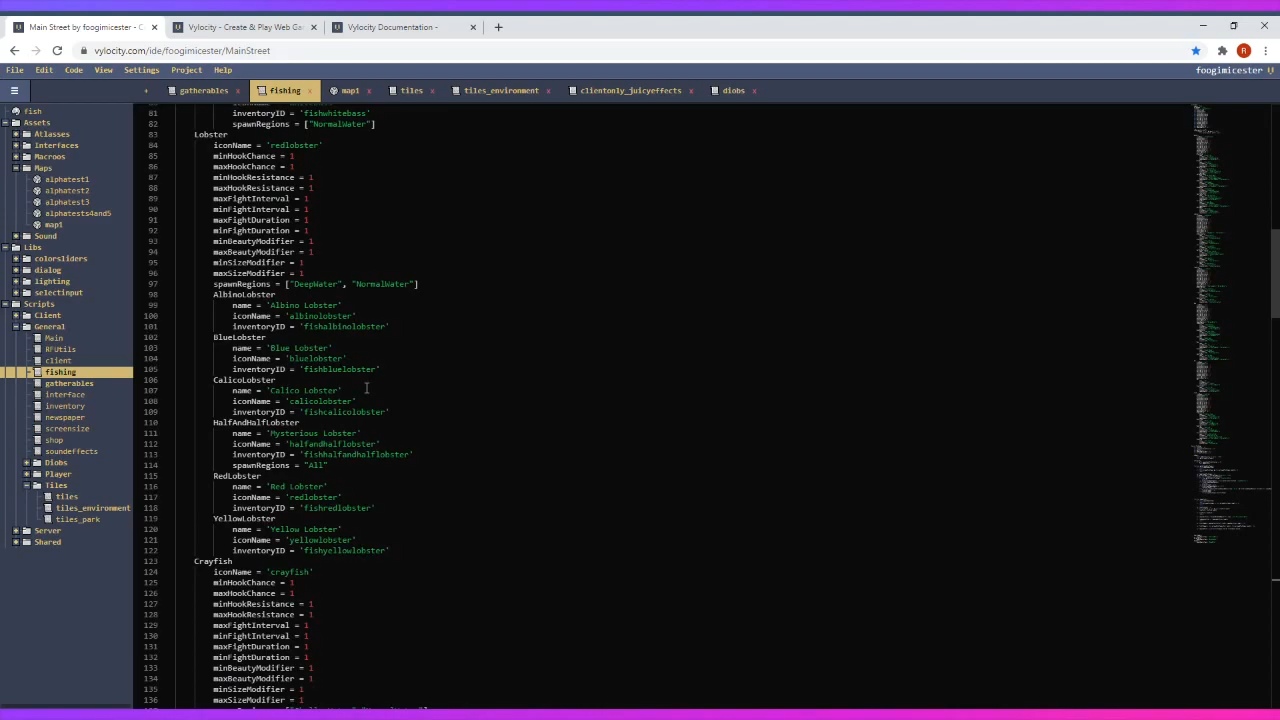 Main Street by foogimicester - C
Vylocity - Create & Play Web Ga
Vylocity Documentation -
vylocity.com/ide/foogimicester/MainStreet
R
File Edit Code View Settings Project Help
foogimicester
+ gatherables x fishing x map1 x tiles x tiles_environment x clientonly_juicyeffects x diobs x
fish
Assets
Atlasses
Interfaces
Macros
Maps
alphatest1
alphatest2
alphatest3
alphatests4and5
map1
Sound
Libs
colorsliders
dialog
lighting
selectinput
Scripts
Client
General
Main
RFUtils
client
fishing
gatherables
interface
inventory
newspaper
screensize
shop
soundeffects
Diobs
Player
Tiles
tiles
tiles_environment
tiles_park
Server
Shared
81 inventoryID = 'fishwhitebass'
82 spawnRegions = ["NormalWater"]
83 Lobster
84 iconName = 'redlobster'
85 minHookChance = 1
86 maxHookChance = 1
87 minHookResistance = 1
88 maxHookResistance = 1
89 maxFightInterval = 1
90 minFightInterval = 1
91 maxFightDuration = 1
92 minFightDuration = 1
93 minBeautyModifier = 1
94 maxBeautyModifier = 1
95 minSizeModifier = 1
96 maxSizeModifier = 1
97 spawnRegions = ["DeepWater", "NormalWater"]
98 AlbinoLobster
99 name = 'Albino Lobster'
100 iconName = 'albinolobster'
101 inventoryID = 'fishalbinolobster'
102 BlueLobster
103 name = 'Blue Lobster'
104 iconName = 'bluelobster'
105 inventoryID = 'fishbluelobster'
106 CalicoLobster
107 name = 'Calico Lobster'
108 iconName = 'calicolobster'
109 inventoryID = 'fishcalicolobster'
110 HalfAndHalfLobster
111 name = 'Mysterious Lobster'
112 iconName = 'halfandhalflobster'
113 inventoryID = 'fishhalfandhalflobster'
114 spawnRegions = "All"
115 RedLobster
116 name = 'Red Lobster'
117 iconName = 'redlobster'
118 inventoryID = 'fishredlobster'
119 YellowLobster
120 name = 'Yellow Lobster'
121 iconName = 'yellowlobster'
122 inventoryID = 'fishyellowlobster'
123 Crayfish
124 iconName = 'crayfish'
125 minHookChance = 1
126 maxHookChance = 1
127 minHookResistance = 1
128 maxHookResistance = 1
129 maxFightInterval = 1
130 minFightInterval = 1
131 maxFightDuration = 1
132 minFightDuration = 1
133 minBeautyModifier = 1
134 maxBeautyModifier = 1
135 minSizeModifier = 1
136 maxSizeModifier = 1